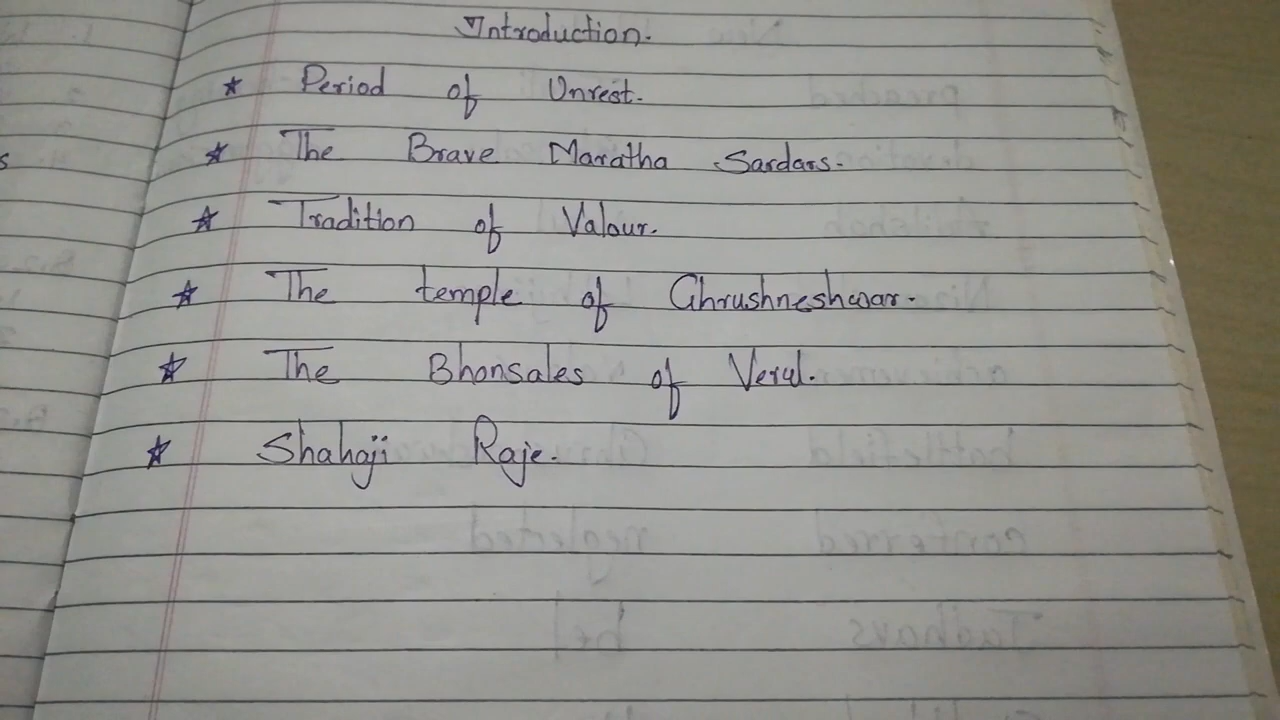 Introduction.
★ Period of Unrest.
★ The Brave Maratha Sardars.
★ Tradition of Valour.
★ The temple of Ghrushneshwar.
★ The Bhonsales of Verul.
★ Shahaji Raje.